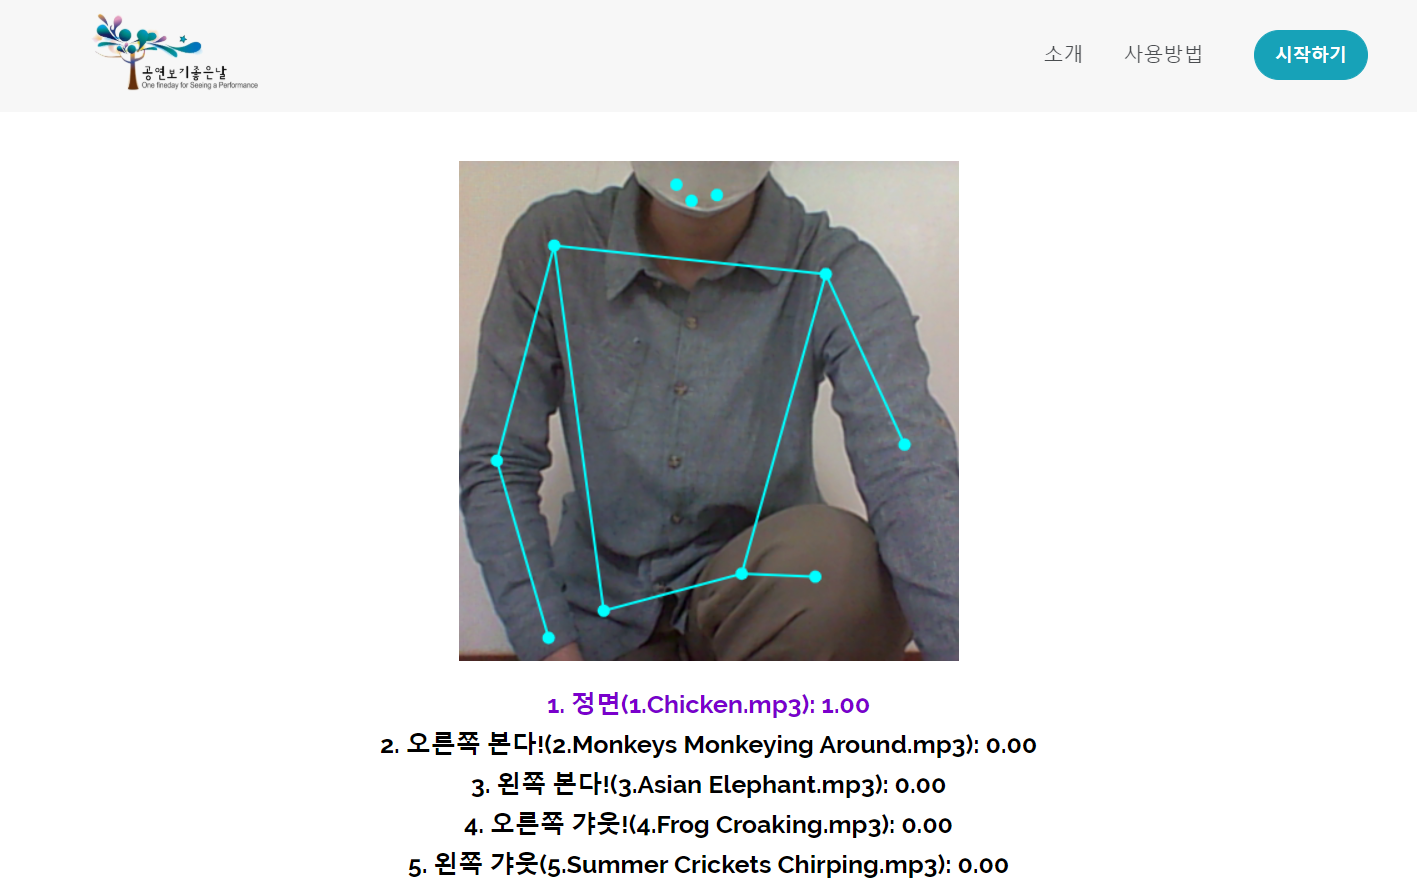 공연보기좋은날
One fineday for Seeing a Performance
소개
사용방법
시작하기
1. 정면(1.Chicken.mp3): 1.00
2. 오른쪽 본다!(2.Monkeys Monkeying Around.mp3): 0.00
3. 왼쪽 본다!(3.Asian Elephant.mp3): 0.00
4. 오른쪽 갸웃!(4.Frog Croaking.mp3): 0.00
5. 왼쪽 갸웃(5.Summer Crickets Chirping.mp3): 0.00